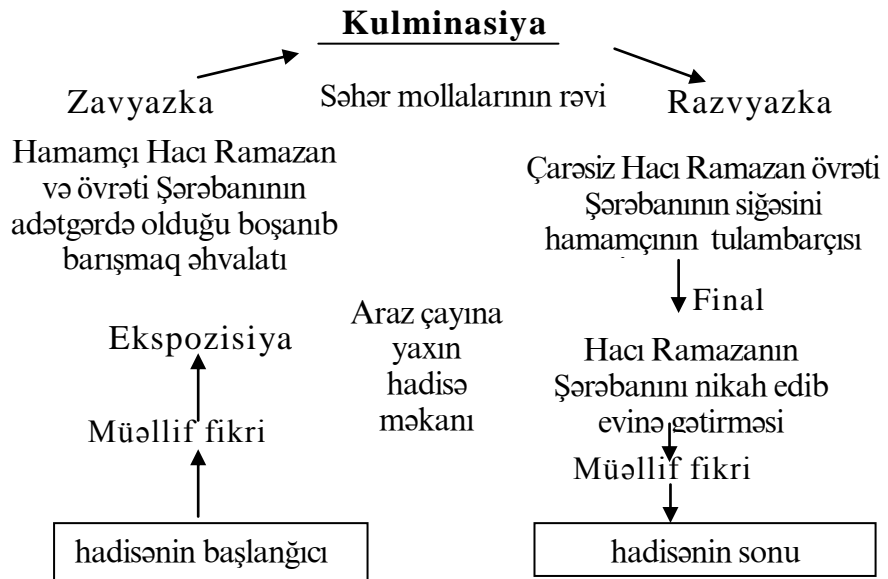 Kulminasiya
Zavyazka
Səhər mollalarının rəvi
Razvyazka
Hamamçı Hacı Ramazan
və övrəti Şərəbanının
adətgərdə olduğu boşanıb
barışmaq əhvalatı
Çarəsiz Hacı Ramazan övrəti
Şərəbanının siğəsini
hamamçının tulambarçısı
Final
Ekspozisiya
Araz çayına
yaxın
hadisə
məkanı
Hacı Ramazanın
Şərəbanını nikah edib
evinə gətirməsi
Müəllif fikri
Müəllif fikri
hadisənin başlanğıcı
hadisənin sonu